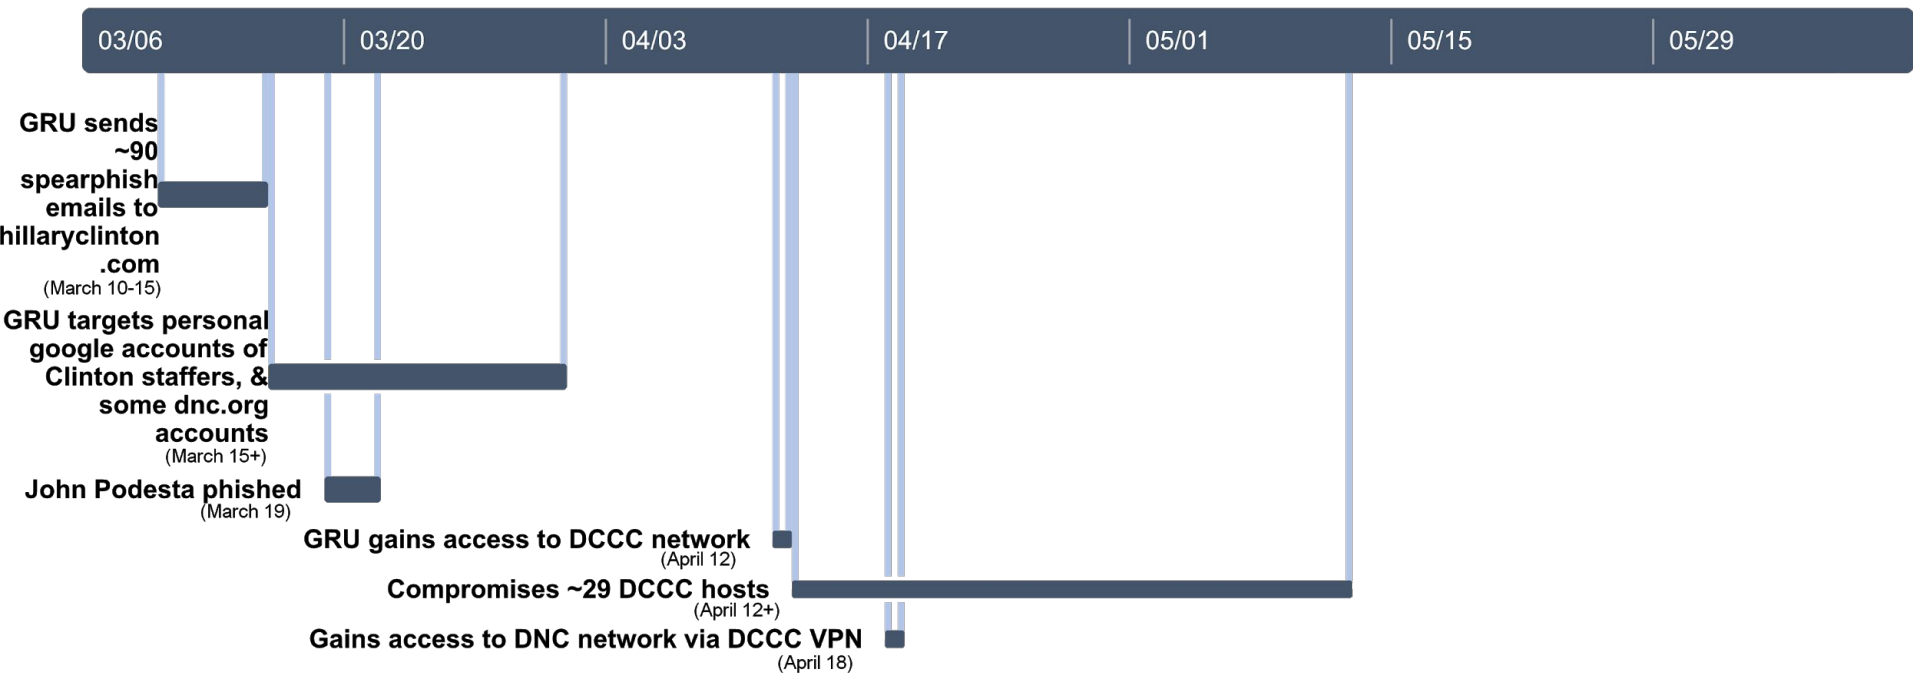 03/06 03/20 04/03 04/17 05/01 05/15 05/29
GRU sends
~90
spearphish
emails to
hillaryclinton
.com
(March 10-15)
GRU targets personal
google accounts of
Clinton staffers, &
some dnc.org
accounts
(March 15+)
John Podesta phished
(March 19)
GRU gains access to DCCC network
(April 12)
Compromises ~29 DCCC hosts
(April 12+)
Gains access to DNC network via DCCC VPN
(April 18)